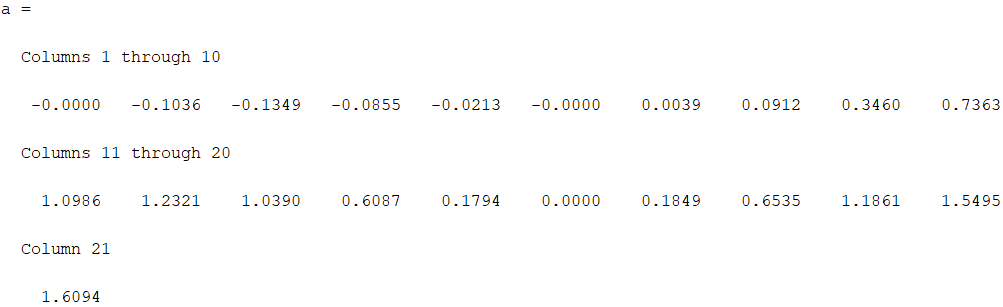 a =
Columns 1 through 10
-0.0000 -0.1036 -0.1349 -0.0855 -0.0213 -0.0000 0.0039 0.0912 0.3460 0.7363
Columns 11 through 20
1.0986 1.2321 1.0390 0.6087 0.1794 0.0000 0.1849 0.6535 1.1861 1.5495
Column 21
1.6094